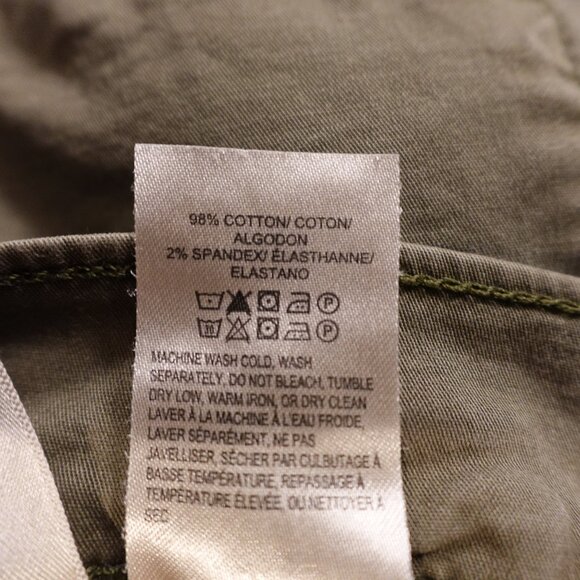 98% COTTON/ COTON/
ALGODON
2% SPANDEX/ ÉLASTHANNE/
ELASTANO
P
P
MACHINE WASH COLD, WASH
SEPARATELY, DO NOT BLEACH, TUMBLE
DRY LOW, WARM IRON, OR DRY CLEAN
LAVER À LA MACHINE À L'EAU FROIDE,
LAVER SÉPARÉMENT, NE PAS
JAVELLISER, SÉCHER PAR CULBUTAGE À
BASSE TEMPÉRATURE, REPASSAGE À
TEMPÉRATURE ÉLEVÉE, OU NETTOYER À
SEC